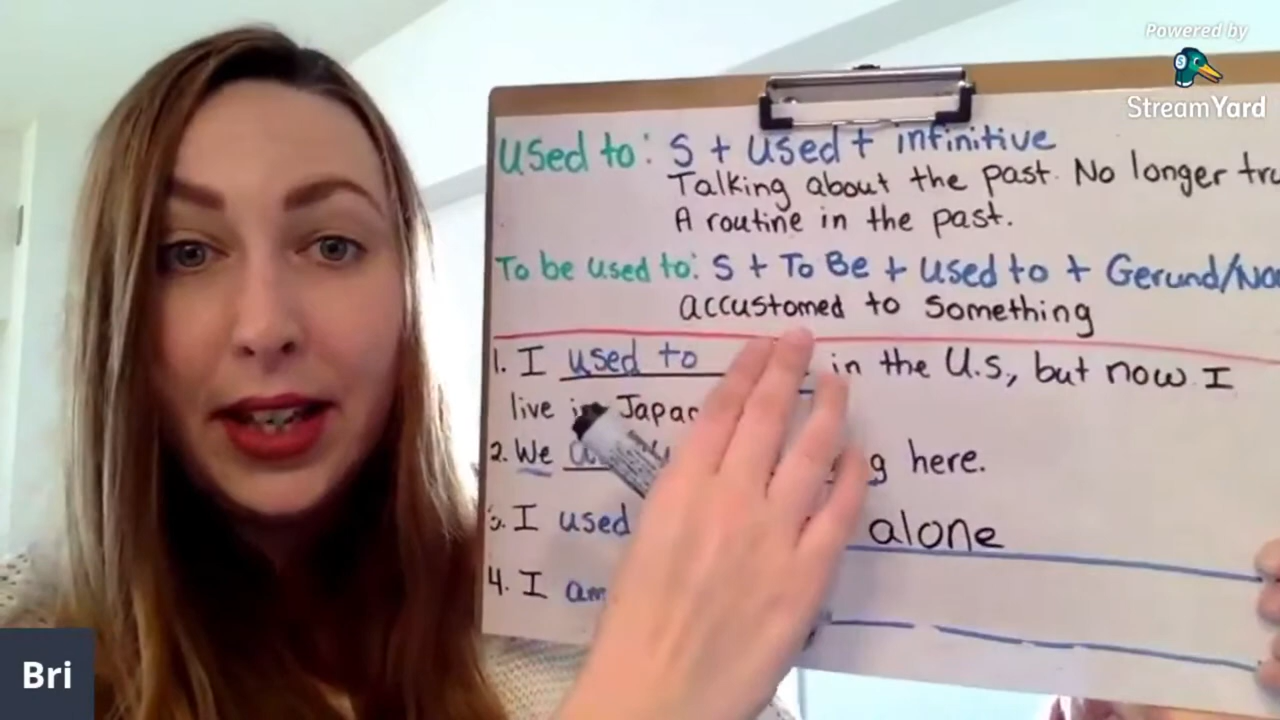 Powered by
StreamYard
Used to: S + Used + infinitive
Talking about the past. No longer tru
A routine in the past.
To be used to: S + To Be + used to + Gerund/No
accustomed to something
1. I used to in the U.S., but now I
live in Japa
2. We g here.
3. I used alone
4. I am
Bri